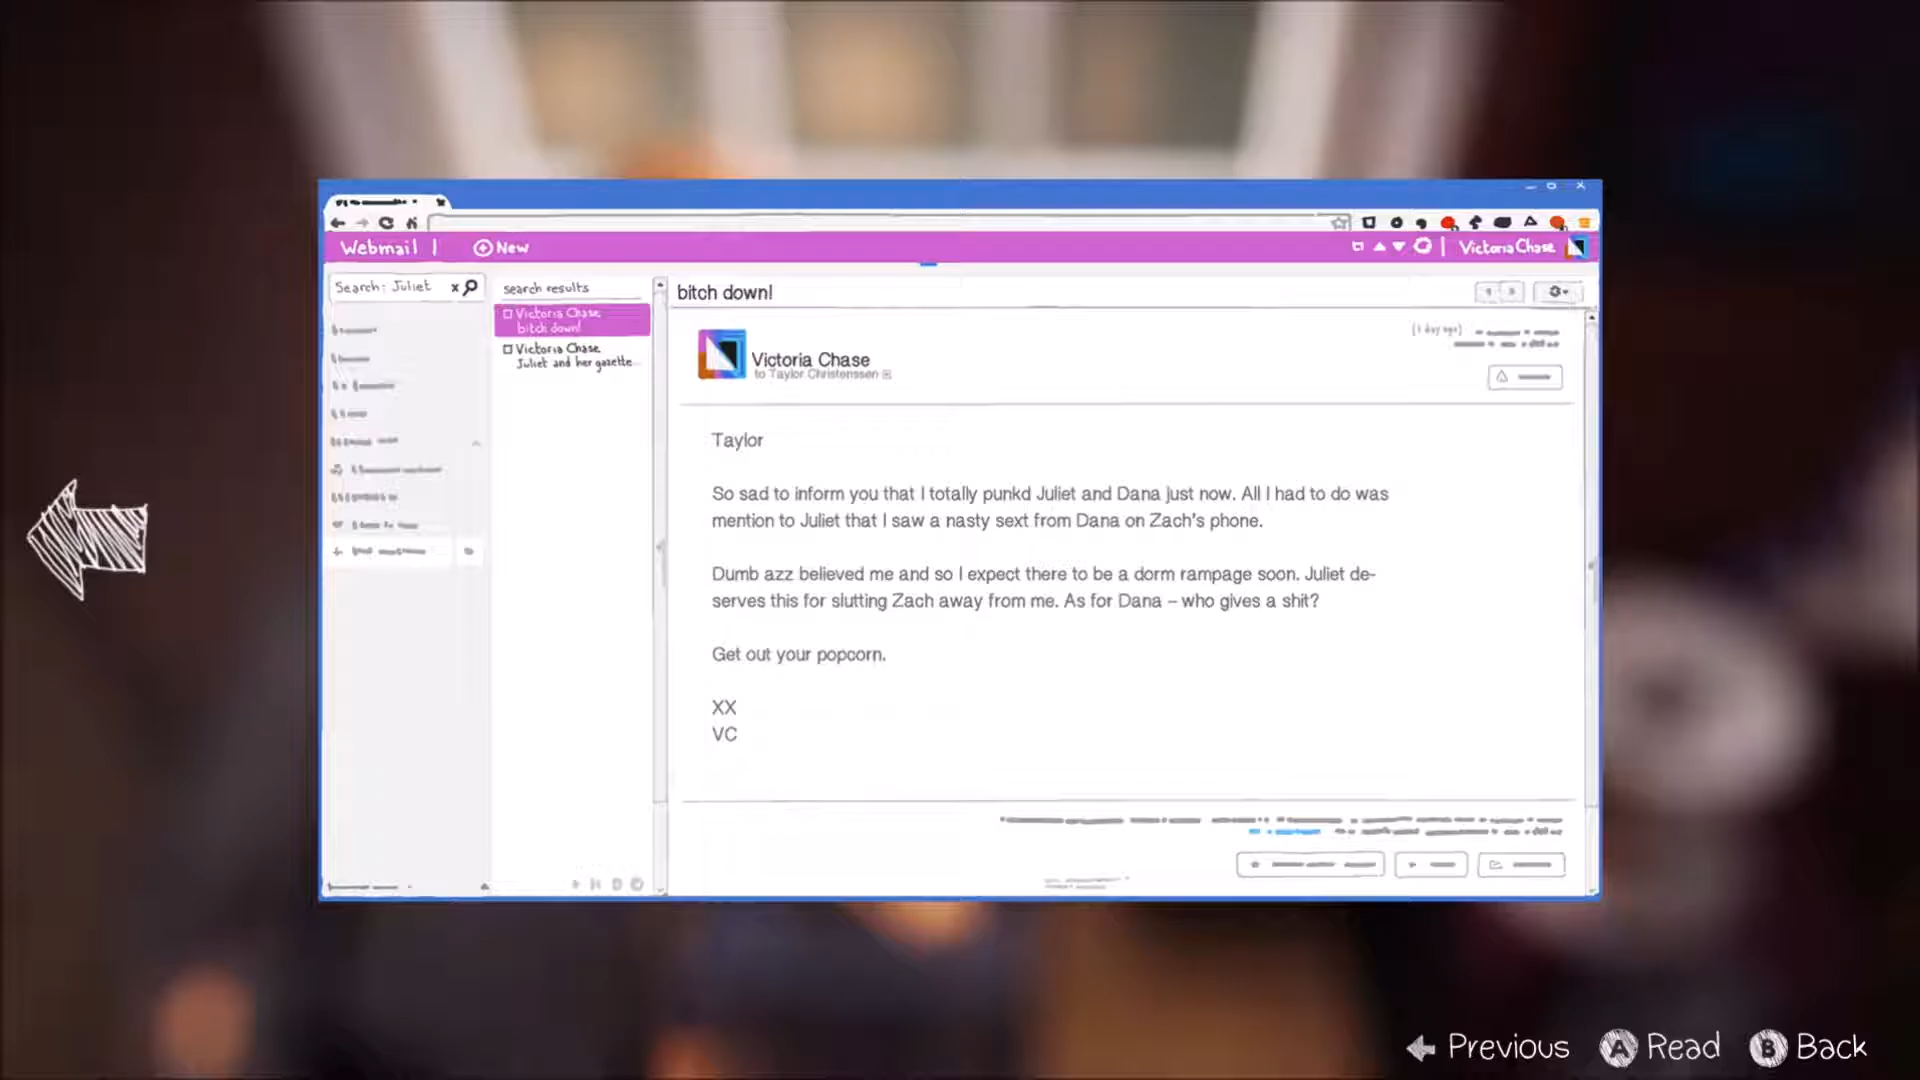 Webmail | New
Victoria Chase
Search: Juliet x
search results
Victoria Chase
bitch down!
Victoria Chase
Juliet and her gazette...
bitch down!
(1 day ago)
Victoria Chase
to Taylor Christenssen
Taylor
So sad to inform you that I totally punkd Juliet and Dana just now. All I had to do was
mention to Juliet that I saw a nasty sext from Dana on Zach's phone.
Dumb azz believed me and so I expect there to be a dorm rampage soon. Juliet de-
serves this for slutting Zach away from me. As for Dana – who gives a shit?
Get out your popcorn.
XX
VC
Previous A Read B Back